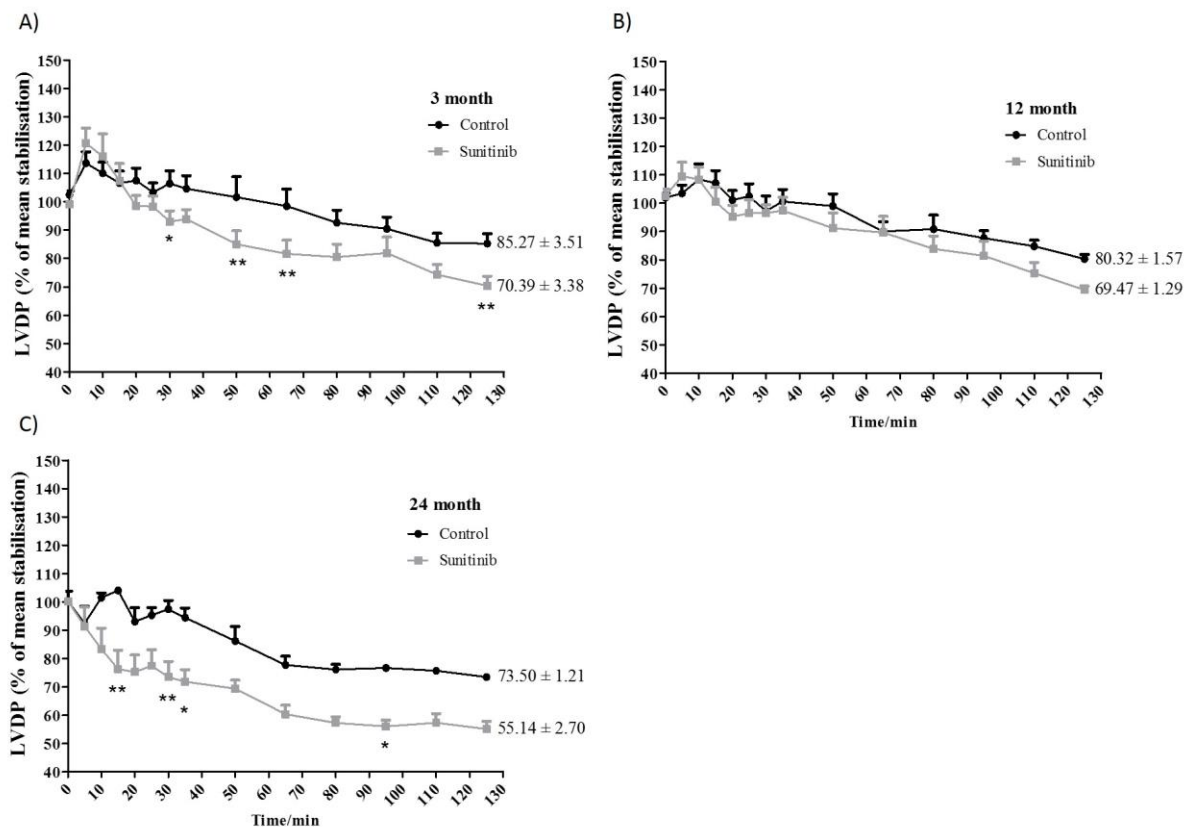 A)
LVDP (% of mean stabilisation)
150
140
130
120
110
100
90
80
70
60
50
40
3 month
Control
Sunitinib
85.27 ± 3.51
70.39 ± 3.38
*
**
**
**
0 10 20 30 40 50 60 70 80 90 100 110 120 130
B)
LVDP (% of mean stabilisation)
150
140
130
120
110
100
90
80
70
60
50
40
12 month
Control
Sunitinib
80.32 ± 1.57
69.47 ± 1.29
0 10 20 30 40 50 60 70 80 90 100 110 120 130
Time/min
C)
LVDP (% of mean stabilisation)
150
140
130
120
110
100
90
80
70
60
50
40
24 month
Control
Sunitinib
73.50 ± 1.21
55.14 ± 2.70
**
**
*
*
0 10 20 30 40 50 60 70 80 90 100 110 120 130
Time/min